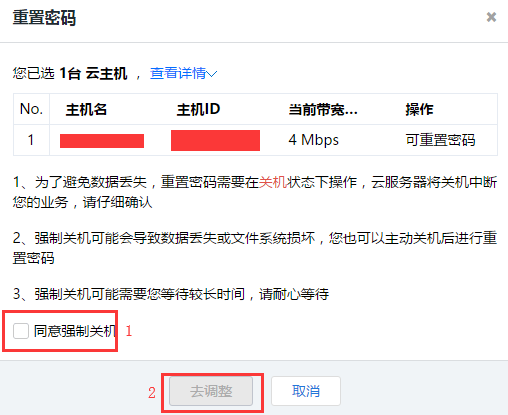 重置密码
您已选 1台 云主机 ， 查看详情
No. 主机名 主机ID 当前带宽... 操作
1 4 Mbps 可重置密码
1、为了避免数据丢失，重置密码需要在关机状态下操作，云服务器将关机中断
您的业务，请仔细确认
2、强制关机可能会导致数据丢失或文件系统损坏，您也可以主动关机后进行重
置密码
3、强制关机可能需要您等待较长时间，请耐心等待
同意强制关机 1
2 去调整 取消